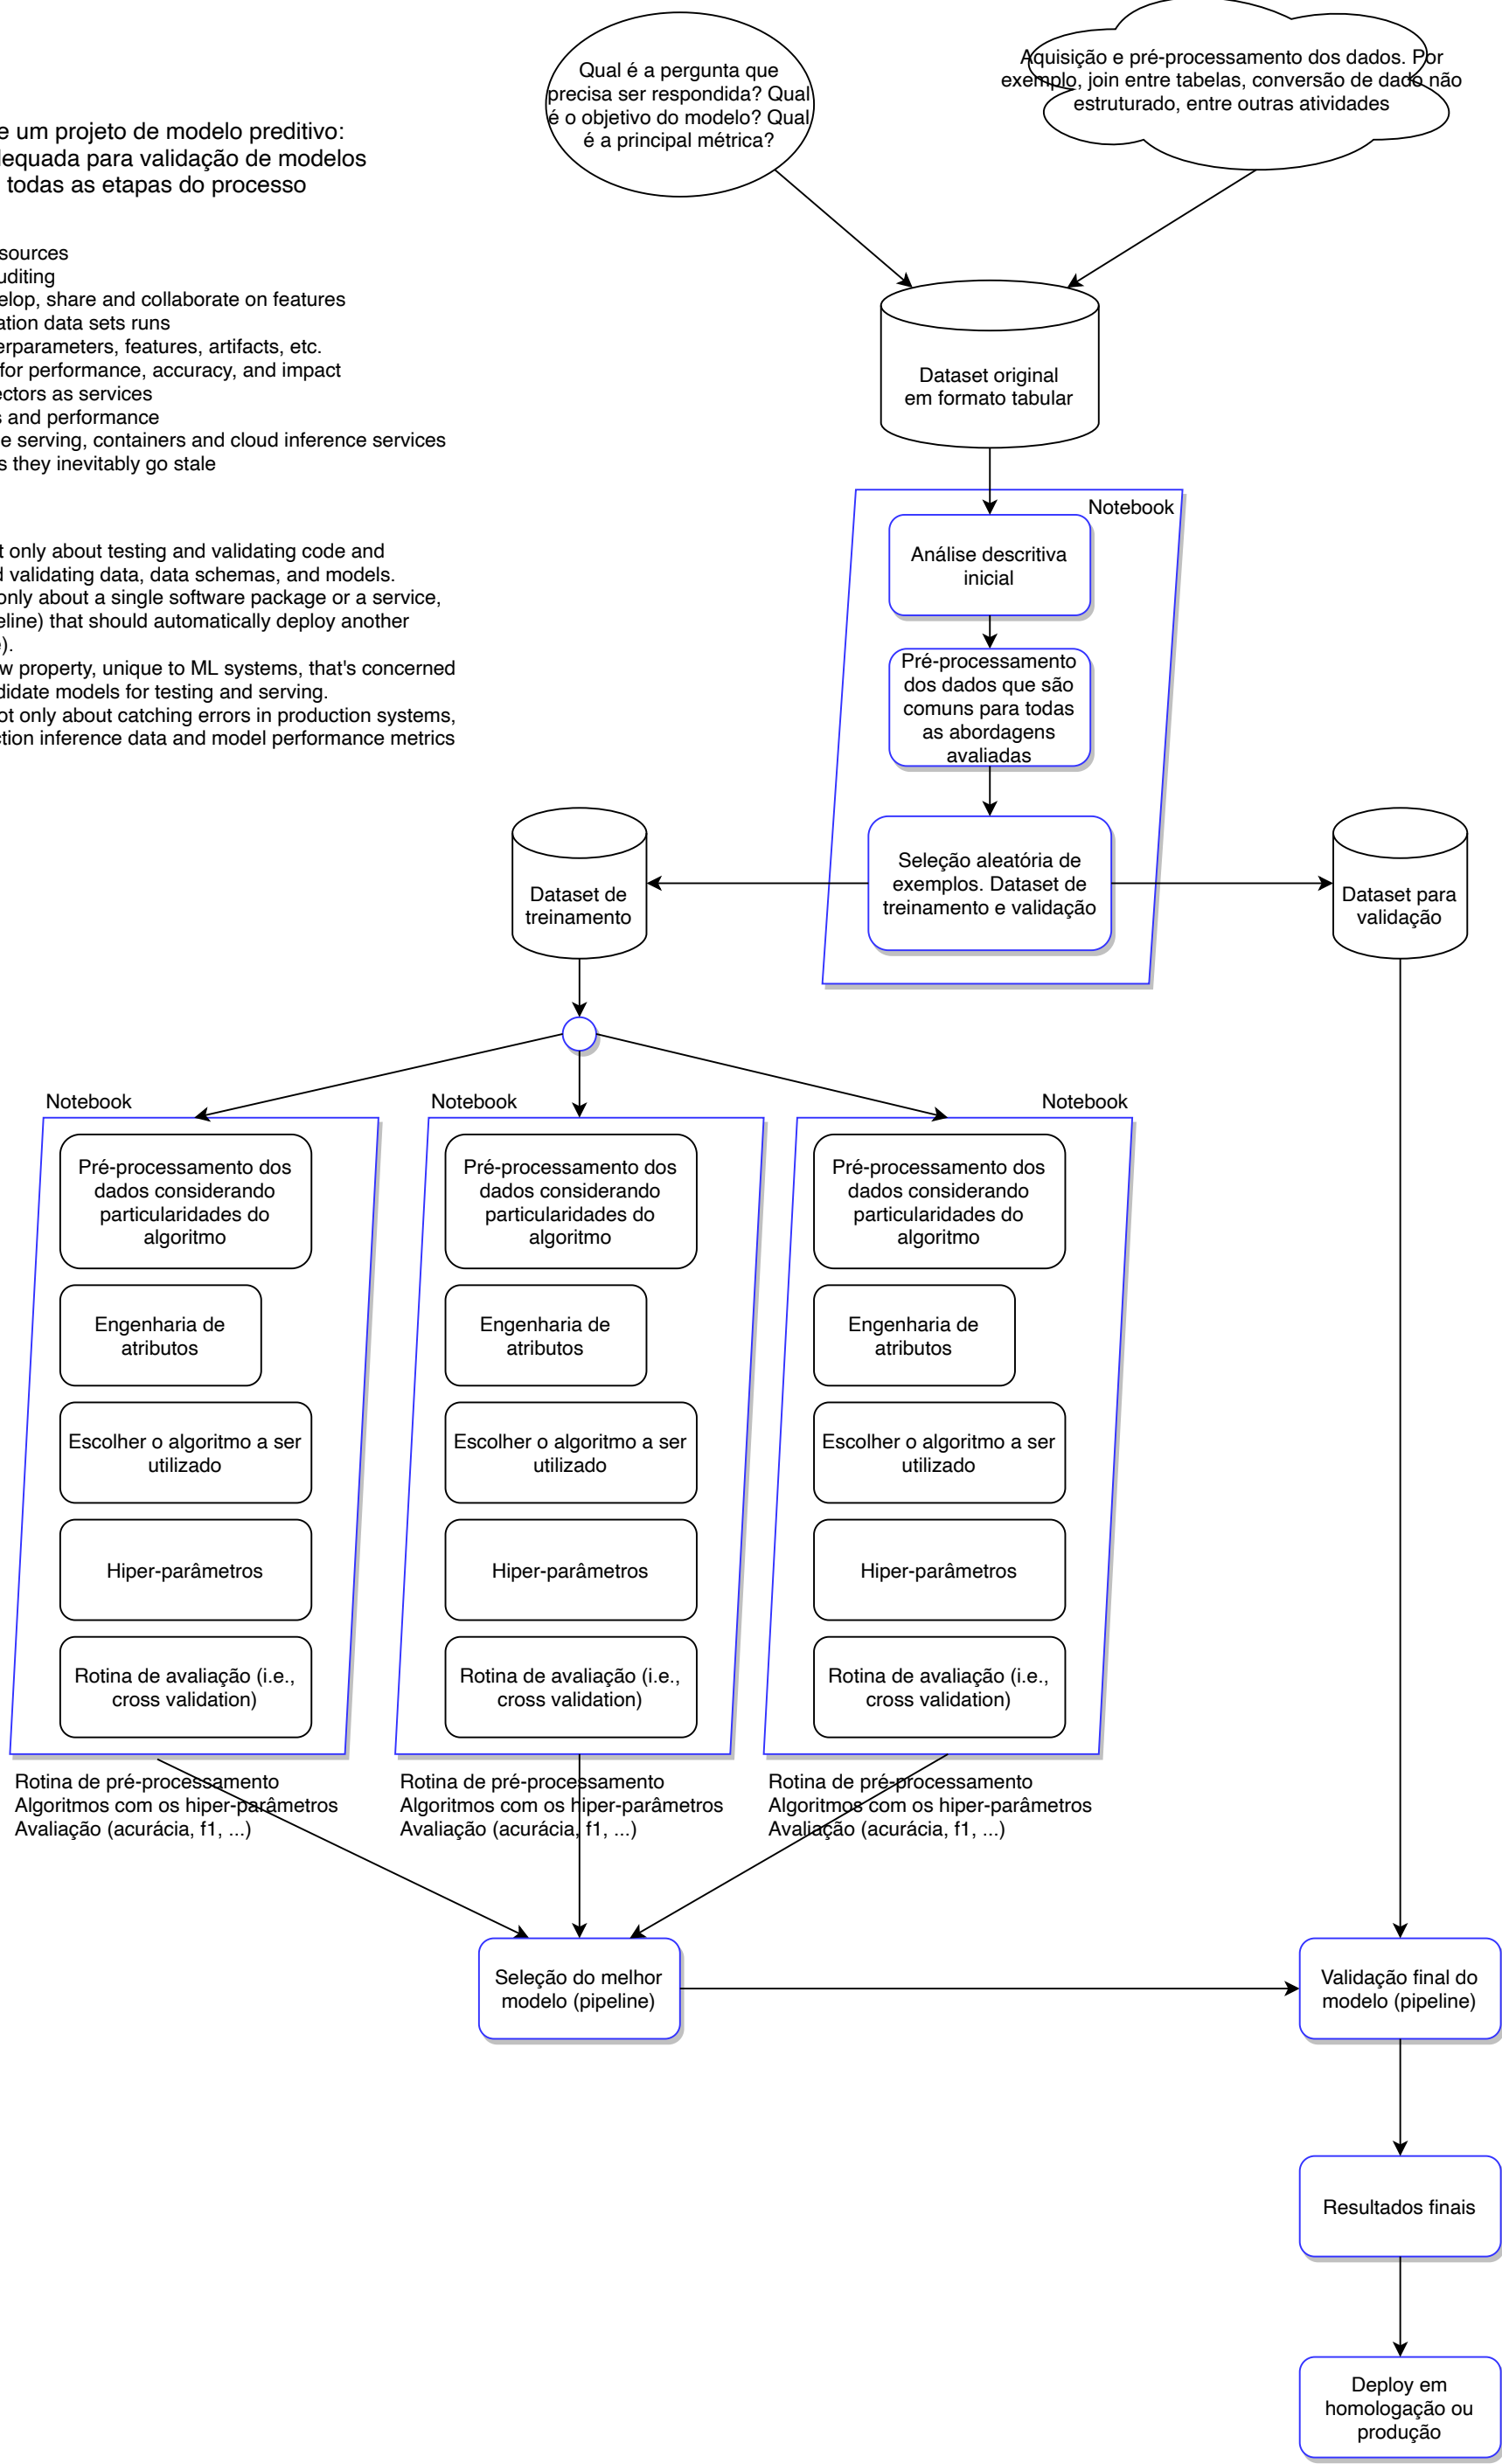 Qual é a pergunta que
precisa ser respondida? Qual
é o objetivo do modelo? Qual
é a principal métrica?
Aquisição e pré-processamento dos dados. Por
exemplo, join entre tabelas, conversão de dado não
estruturado, entre outras atividades
e um projeto de modelo preditivo:
dequada para validação de modelos
todas as etapas do processo
sources
uditing
elop, share and collaborate on features
ation data sets runs
erparameters, features, artifacts, etc.
for performance, accuracy, and impact
ectors as services
s and performance
e serving, containers and cloud inference services
s they inevitably go stale
t only about testing and validating code and
d validating data, data schemas, and models.
only about a single software package or a service,
eline) that should automatically deploy another
e).
w property, unique to ML systems, that's concerned
didate models for testing and serving.
ot only about catching errors in production systems,
ction inference data and model performance metrics
Dataset original
em formato tabular
Notebook
Análise descritiva
inicial
Pré-processamento
dos dados que são
comuns para todas
as abordagens
avaliadas
Seleção aleatória de
exemplos. Dataset de
treinamento e validação
Dataset de
treinamento
Dataset para
validação
Notebook
Pré-processamento dos
dados considerando
particularidades do
algoritmo
Engenharia de
atributos
Escolher o algoritmo a ser
utilizado
Hiper-parâmetros
Rotina de avaliação (i.e.,
cross validation)
Rotina de pré-processamento
Algoritmos com os hiper-parâmetros
Avaliação (acurácia, f1, ...)
Notebook
Pré-processamento dos
dados considerando
particularidades do
algoritmo
Engenharia de
atributos
Escolher o algoritmo a ser
utilizado
Hiper-parâmetros
Rotina de avaliação (i.e.,
cross validation)
Rotina de pré-processamento
Algoritmos com os hiper-parâmetros
Avaliação (acurácia, f1, ...)
Notebook
Pré-processamento dos
dados considerando
particularidades do
algoritmo
Engenharia de
atributos
Escolher o algoritmo a ser
utilizado
Hiper-parâmetros
Rotina de avaliação (i.e.,
cross validation)
Rotina de pré-processamento
Algoritmos com os hiper-parâmetros
Avaliação (acurácia, f1, ...)
Seleção do melhor
modelo (pipeline)
Validação final do
modelo (pipeline)
Resultados finais
Deploy em
homologação ou
produção